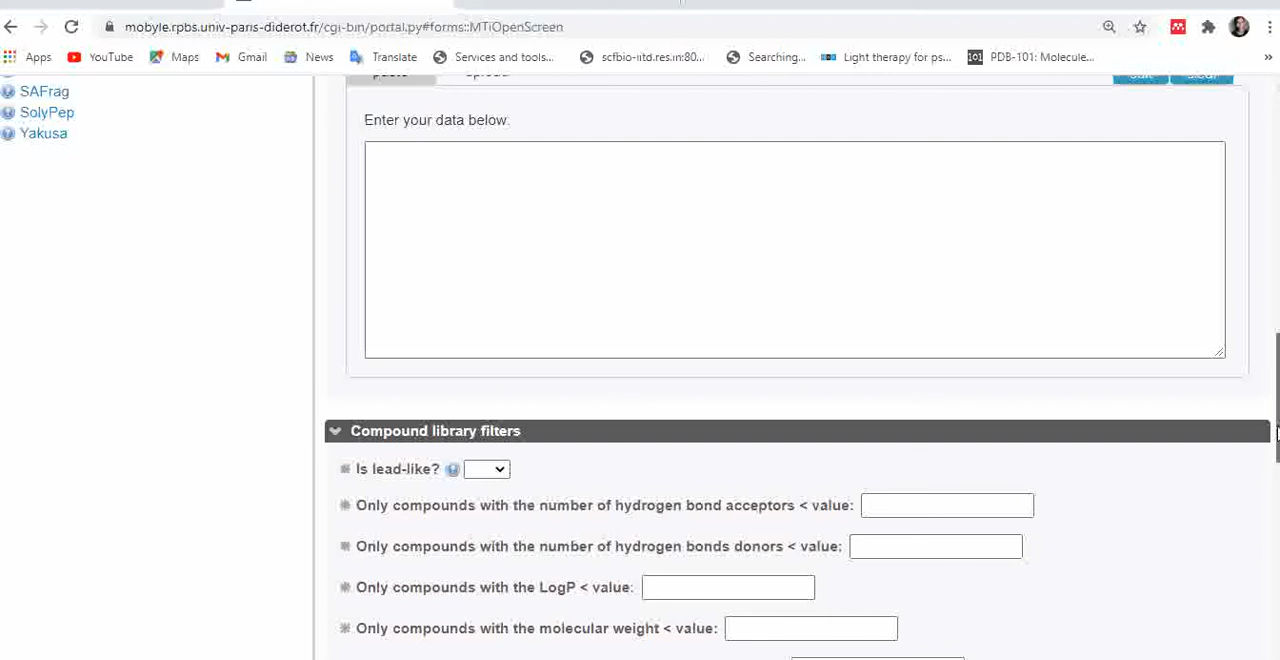 mobyle.rpbs.univ-paris-diderot.fr/cgi-bin/portal.py#forms::MTiOpenScreen
Apps YouTube Maps Gmail News Translate Services and tools... scfbio-iitd.res.in:80... Searching... Light therapy for ps... 101 PDB-101: Molecule... »
SAFrag
SolyPep
Yakusa
Enter your data below:
Compound library filters
Is lead-like?
Only compounds with the number of hydrogen bond acceptors < value:
Only compounds with the number of hydrogen bonds donors < value:
Only compounds with the LogP < value:
Only compounds with the molecular weight < value: